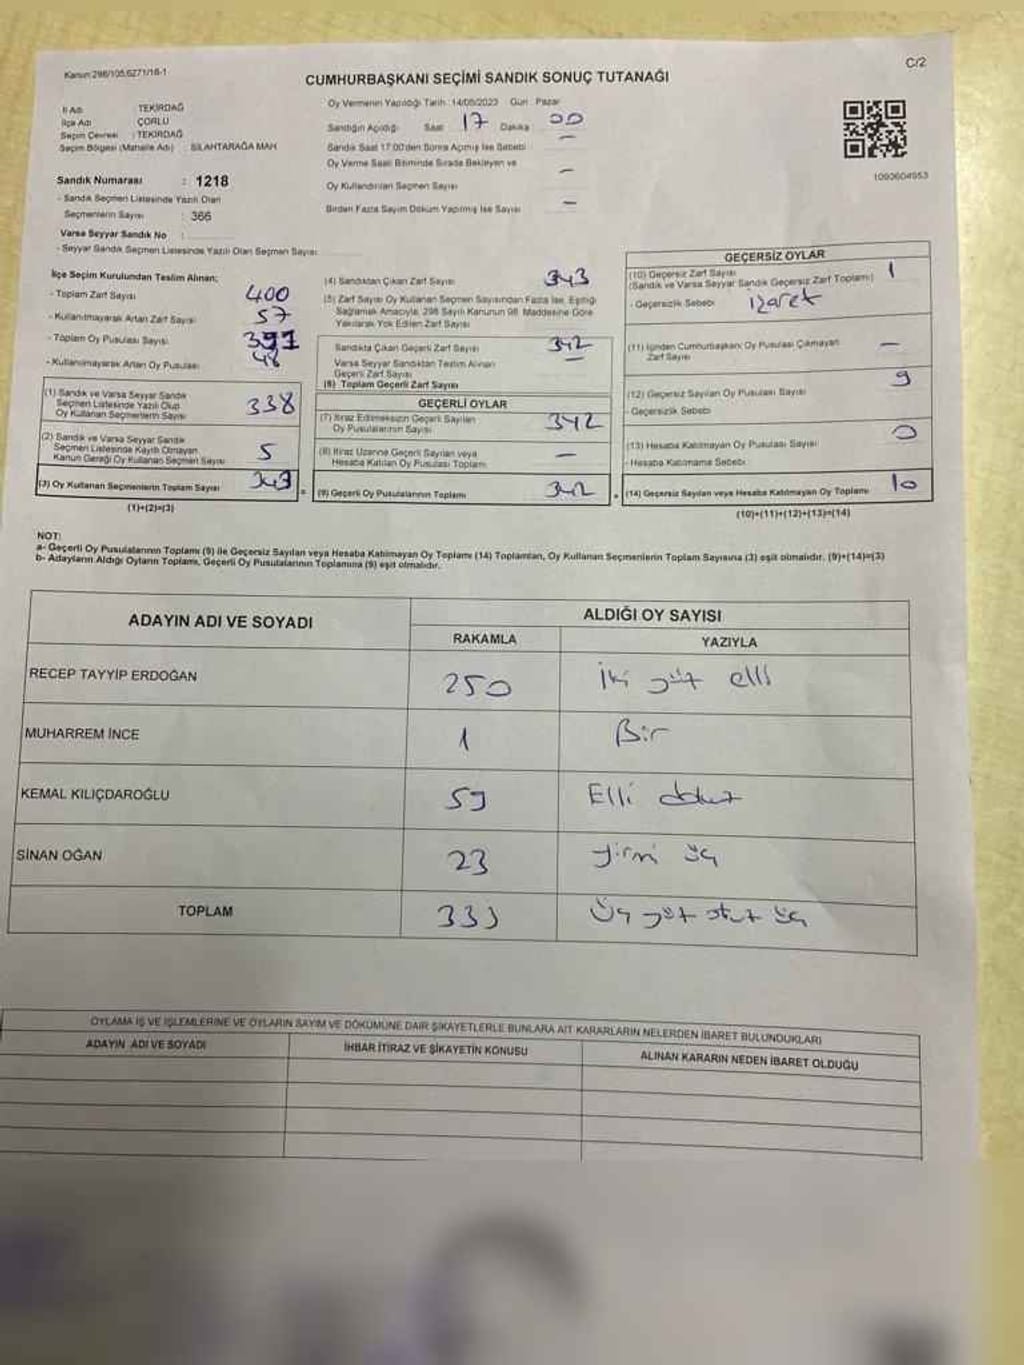 Kanun:298/105,6271/18-1
C/2
CUMHURBAŞKANI SEÇİMİ SANDIK SONUÇ TUTANAĞI
İl Adı : TEKİRDAĞ
İlçe Adı : ÇORLU
Seçim Çevresi : TEKİRDAĞ
Seçim Bölgesi (Mahalle Adı) : SİLAHTARAĞA MAH
Sandık Numarası : 1218
- Sandık Seçmen Listesinde Yazılı Olan
Seçmenlerin Sayısı : 366
Varsa Seyyar Sandık No :
- Seyyar Sandık Seçmen Listesinde Yazılı Olan Seçmen Sayısı:
Oy Vermenin Yapıldığı Tarih : 14/05/2023 Gün : Pazar
Sandığın Açıldığı Saat 17 Dakika 00
Sandık Saat 17:00'den Sonra Açılmış İse Sebebi : —
Oy Verme Saati Bitiminde Sırada Bekleyen ve
Oy Kullandırılan Seçmen Sayısı —
Birden Fazla Sayım Döküm Yapılmış İse Sayısı —
1093604953
İlçe Seçim Kurulundan Teslim Alınan;
- Toplam Zarf Sayısı 400
- Kullanılmayarak Artan Zarf Sayısı 57
- Toplam Oy Pusulası Sayısı 391
- Kullanılmayarak Artan Oy Pusulası 48
(1) Sandık ve Varsa Seyyar Sandık
Seçmen Listesinde Yazılı Olup
Oy Kullanan Seçmenlerin Sayısı 338
(2) Sandık ve Varsa Seyyar Sandık
Seçmen Listesinde Kayıtlı Olmayan
Kanun Gereği Oy Kullanan Seçmen Sayısı 5
(3) Oy Kullanan Seçmenlerin Toplam Sayısı 343
(1)+(2)=(3)
(4) Sandıktan Çıkan Zarf Sayısı 343
(5) Zarf Sayısı Oy Kullanan Seçmen Sayısından Fazla İse, Eşitliği
Sağlamak Amacıyla, 298 Sayılı Kanunun 98. Maddesine Göre
Yakılarak Yok Edilen Zarf Sayısı
Sandıkta Çıkan Geçerli Zarf Sayısı 342
Varsa Seyyar Sandıktan Teslim Alınan
Geçerli Zarf Sayısı —
(6) Toplam Geçerli Zarf Sayısı
GEÇERLİ OYLAR
(7) İtiraz Edilmeksizin Geçerli Sayılan
Oy Pusulalarının Sayısı 342
(8) İtiraz Üzerine Geçerli Sayılan veya
Hesaba Katılan Oy Pusulası Toplamı —
(9) Geçerli Oy Pusulalarının Toplamı 342
GEÇERSİZ OYLAR
(10) Geçersiz Zarf Sayısı 1
(Sandık ve Varsa Seyyar Sandık Geçersiz Zarf Toplamı)
- Geçersizlik Sebebi : işaret
(11) İçinden Cumhurbaşkanı Oy Pusulası Çıkmayan
Zarf Sayısı —
(12) Geçersiz Sayılan Oy Pusulası Sayısı 9
- Geçersizlik Sebebi:
(13) Hesaba Katılmayan Oy Pusulası Sayısı 0
- Hesaba Katılmama Sebebi:
(14) Geçersiz Sayılan veya Hesaba Katılmayan Oy Toplamı 10
(10)+(11)+(12)+(13)=(14)
NOT:
a- Geçerli Oy Pusulalarının Toplamı (9) ile Geçersiz Sayılan veya Hesaba Katılmayan Oy Toplamı (14) Toplamları, Oy Kullanan Seçmenlerin Toplam Sayısına (3) eşit olmalıdır. (9)+(14)=(3)
b- Adayların Aldığı Oyların Toplamı, Geçerli Oy Pusulalarının Toplamına (9) eşit olmalıdır.
ADAYIN ADI VE SOYADI
ALDIĞI OY SAYISI
RAKAMLA YAZIYLA
RECEP TAYYİP ERDOĞAN 250 İki yüz elli
MUHARREM İNCE 1 Bir
KEMAL KILIÇDAROĞLU 59 Elli dokuz
SİNAN OĞAN 23 yirmi üç
TOPLAM 333 Üç yüz otuz üç
OYLAMA İŞ VE İŞLEMLERİNE VE OYLARIN SAYIM VE DÖKÜMÜNE DAİR ŞİKAYETLERLE BUNLARA AİT KARARLARIN NELERDEN İBARET BULUNDUKLARI
ADAYIN ADI VE SOYADI İHBAR İTİRAZ VE ŞİKAYETİN KONUSU ALINAN KARARIN NEDEN İBARET OLDUĞU